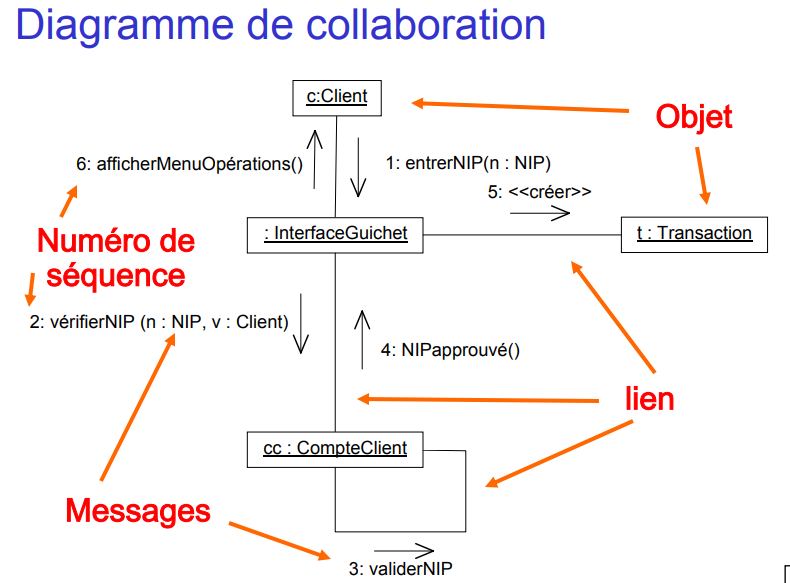 Diagramme de collaboration
c:Client
Objet
6: afficherMenuOpérations()
1: entrerNIP(n : NIP)
5: <<créer>>
Numéro de
séquence
: InterfaceGuichet
t : Transaction
2: vérifierNIP (n : NIP, v : Client)
4: NIPapprouvé()
lien
cc : CompteClient
Messages
3: validerNIP